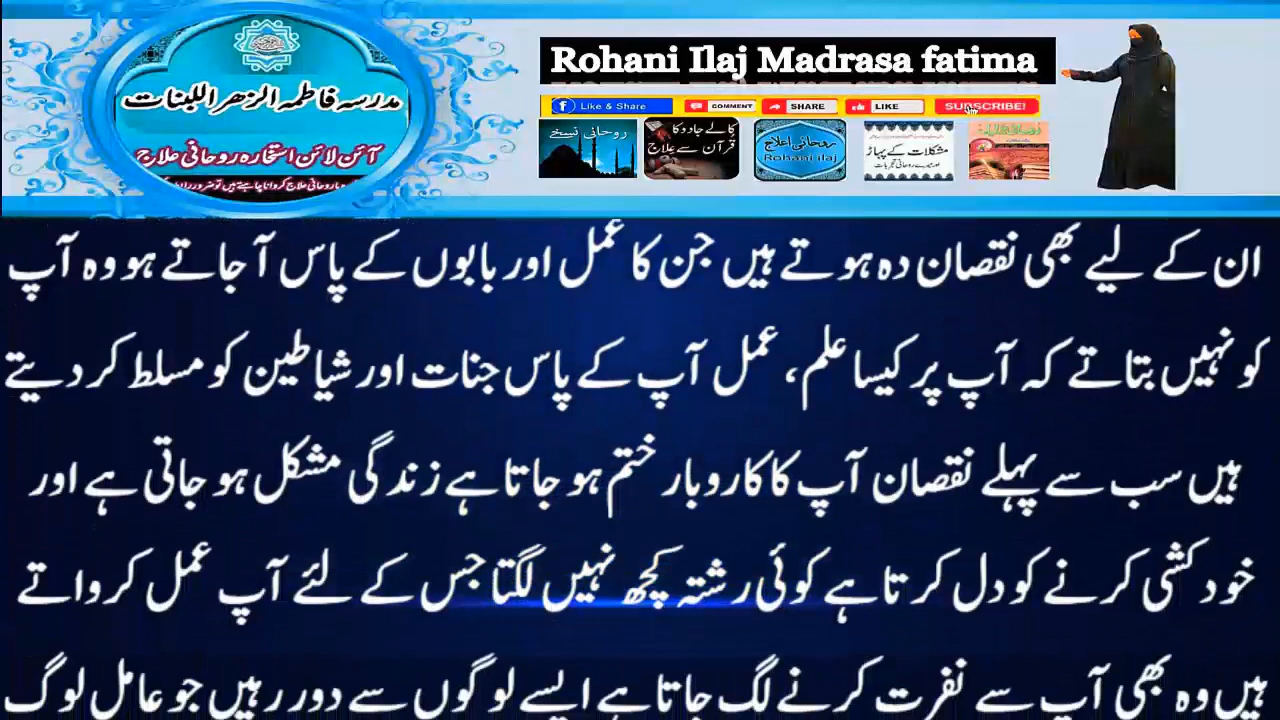 مدرسہ فاطمہ الزھرا للبنات
آئن لائن استخارہ روحانی علاج
Rohani Ilaj Madrasa fatima
Like & Share
COMMENT
SHARE
LIKE
SUBSCRIBE!
روحانی نسخے
کالے جادو کا
قرآن سے علاج
روحانی علاج
Rohani ilaj
مشکلات کے پہاڑ
ان کے لیے بھی نقصان دہ ہوتے ہیں جن کا عمل اور بابوں کے پاس آ جاتے ہو وہ آپ
کو نہیں بتاتے کہ آپ پر کیسا علم، عمل آپ کے پاس جنات اور شیاطین کو مسلط کر دیتے
ہیں سب سے پہلے نقصان آپ کا کاروبار ختم ہو جاتا ہے زندگی مشکل ہو جاتی ہے اور
خودکشی کرنے کو دل کرتا ہے کوئی رشتہ کچھ نہیں لگتا جس کے لئے آپ عمل کرواتے
ہیں وہ بھی آپ سے نفرت کرنے لگ جاتا ہے ایسے لوگوں سے دور رہیں جو عامل لوگ